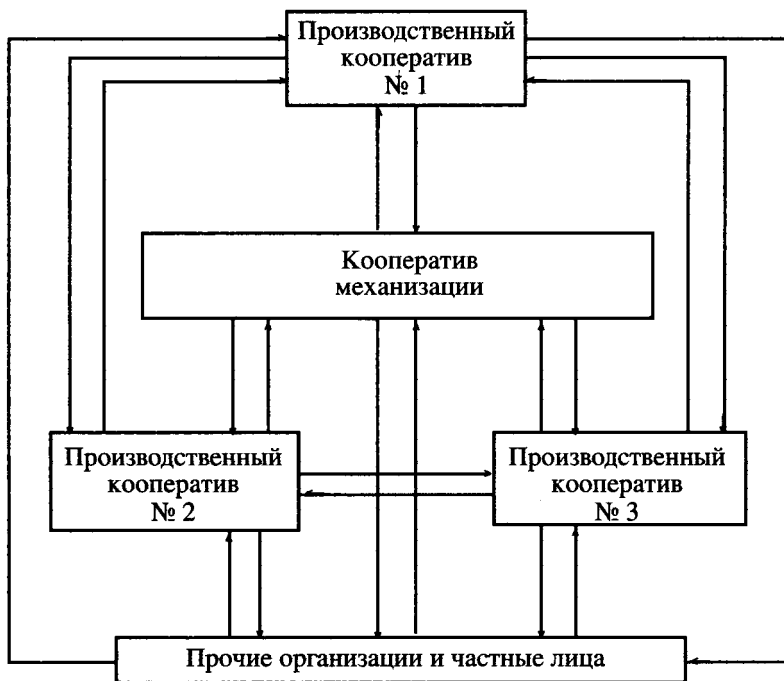 Производственный
кооператив
№ 1
Кооператив
механизации
Производственный
кооператив
№ 2
Производственный
кооператив
№ 3
Прочие организации и частные лица